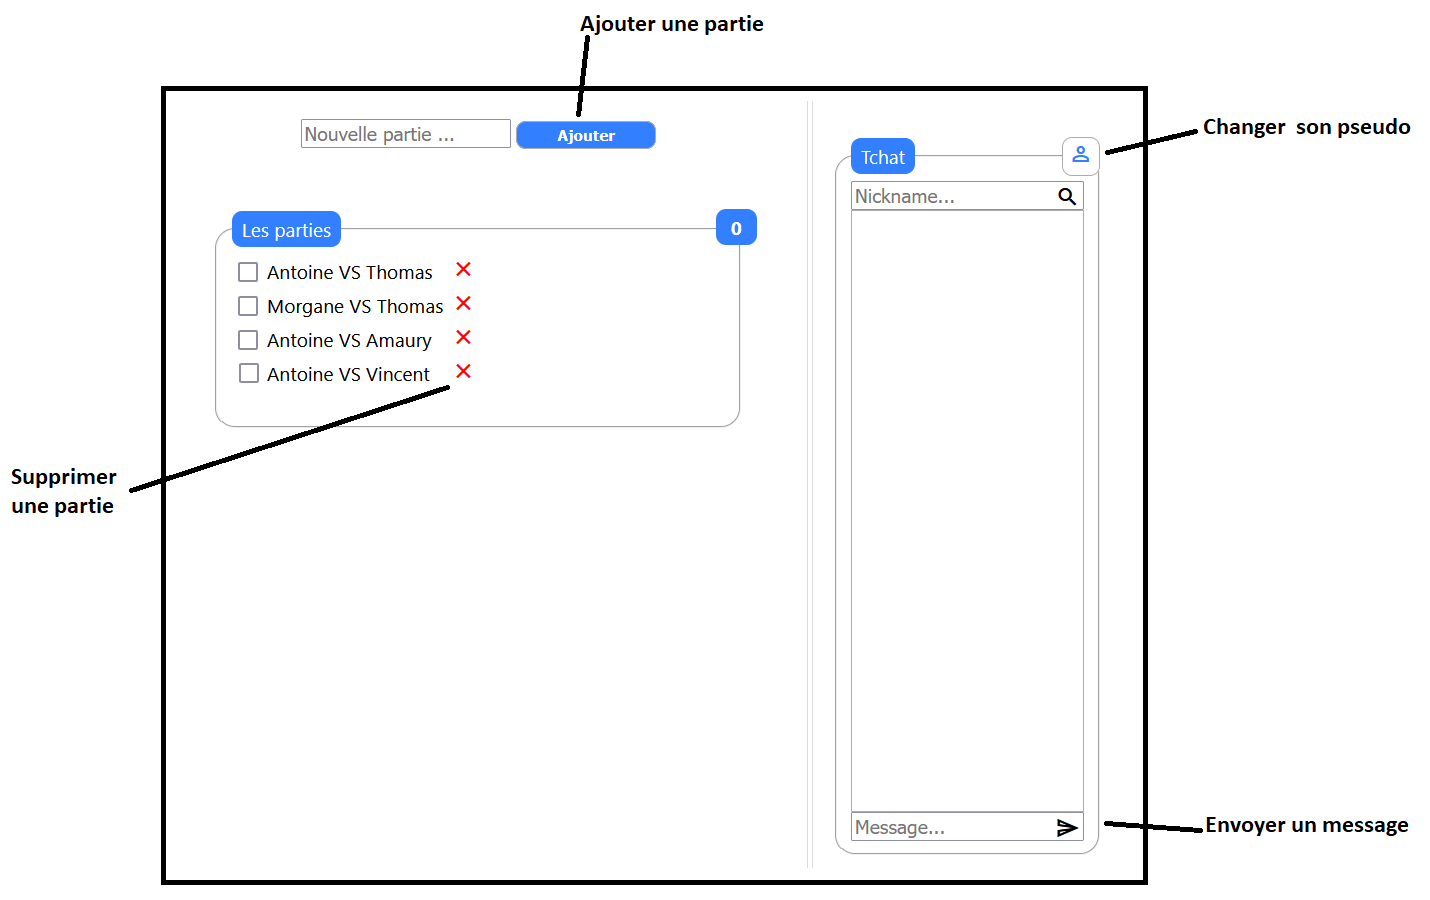 Ajouter une partie
Nouvelle partie ...
Ajouter
Changer son pseudo
Tchat
Nickname...
Les parties
0
Antoine VS Thomas
Morgane VS Thomas
Antoine VS Amaury
Antoine VS Vincent
Supprimer
une partie
Message...
Envoyer un message